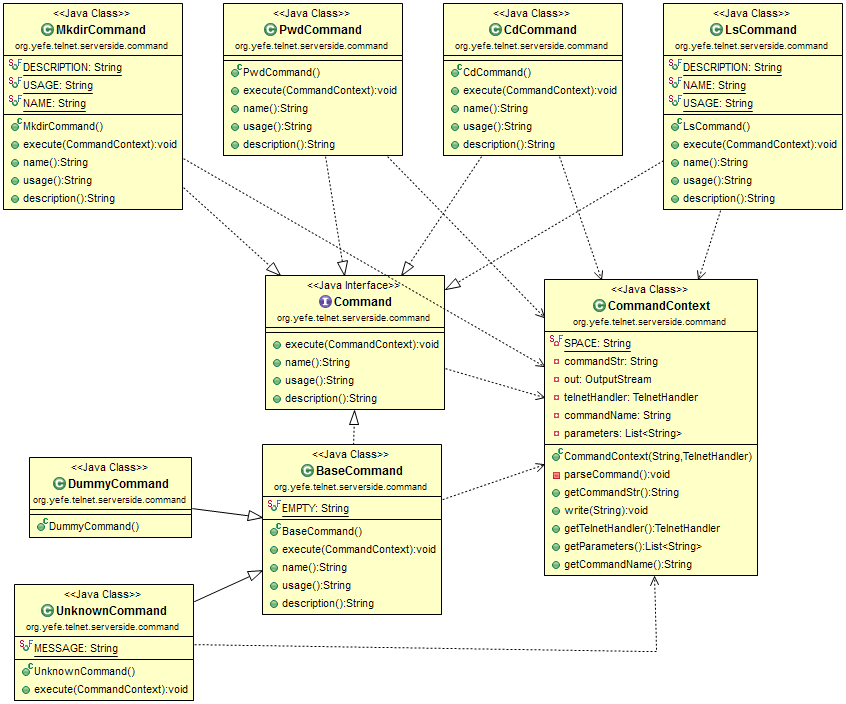 <<Java Class>>
MkdirCommand
org.yefe.telnet.serverside.command
DESCRIPTION: String
USAGE: String
NAME: String
MkdirCommand()
execute(CommandContext):void
name():String
usage():String
description():String
<<Java Class>>
PwdCommand
org.yefe.telnet.serverside.command
PwdCommand()
execute(CommandContext):void
name():String
usage():String
description():String
<<Java Class>>
CdCommand
org.yefe.telnet.serverside.command
CdCommand()
execute(CommandContext):void
name():String
usage():String
description():String
<<Java Class>>
LsCommand
org.yefe.telnet.serverside.command
DESCRIPTION: String
NAME: String
USAGE: String
LsCommand()
execute(CommandContext):void
name():String
usage():String
description():String
<<Java Interface>>
Command
org.yefe.telnet.serverside.command
execute(CommandContext):void
name():String
usage():String
description():String
<<Java Class>>
CommandContext
org.yefe.telnet.serverside.command
SPACE: String
commandStr: String
out: OutputStream
telnetHandler: TelnetHandler
commandName: String
parameters: List<String>
CommandContext(String,TelnetHandler)
parseCommand():void
getCommandStr():String
write(String):void
getTelnetHandler():TelnetHandler
getParameters():List<String>
getCommandName():String
<<Java Class>>
DummyCommand
org.yefe.telnet.serverside.command
DummyCommand()
<<Java Class>>
BaseCommand
org.yefe.telnet.serverside.command
EMPTY: String
BaseCommand()
execute(CommandContext):void
name():String
usage():String
description():String
<<Java Class>>
UnknownCommand
org.yefe.telnet.serverside.command
MESSAGE: String
UnknownCommand()
execute(CommandContext):void